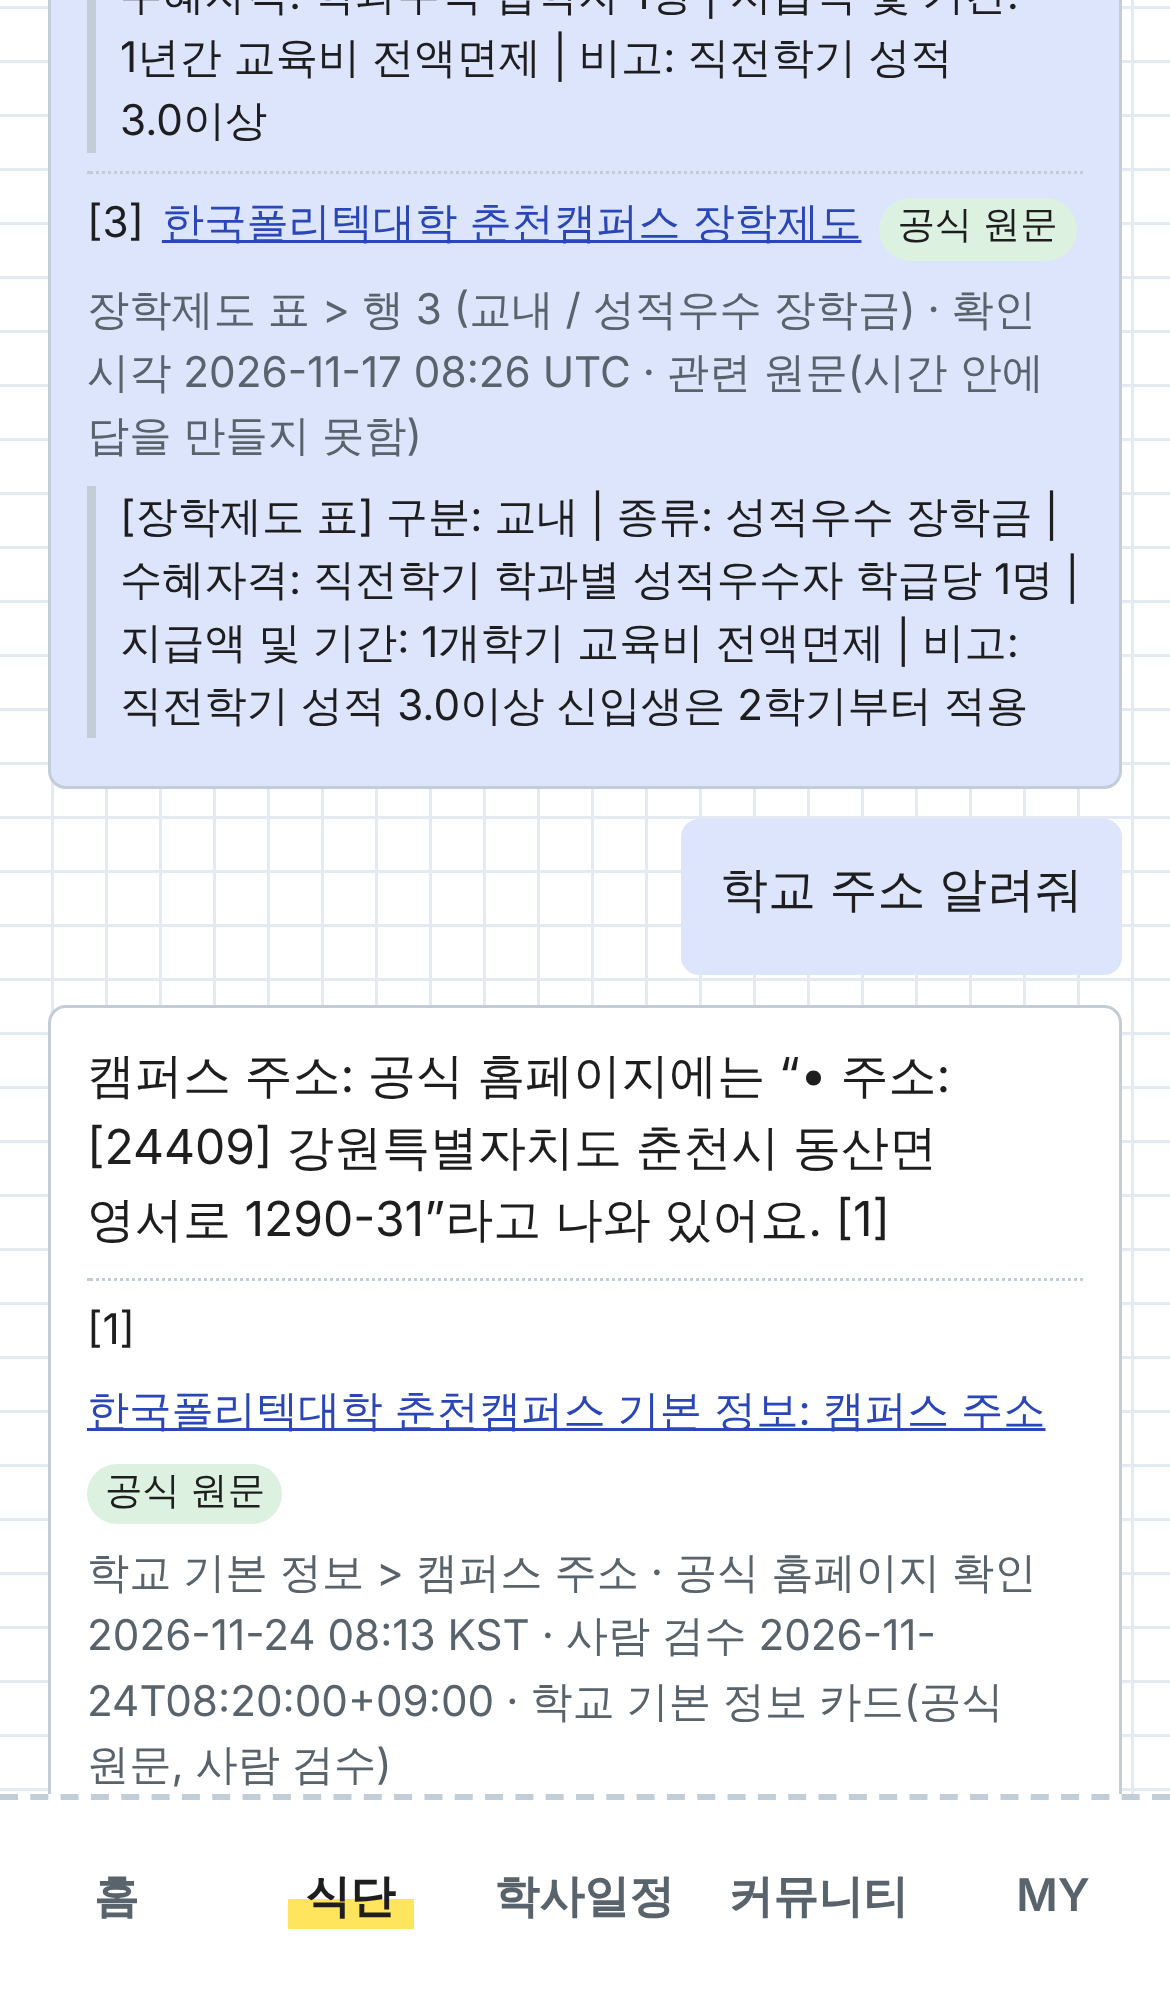 1년간 교육비 전액면제 | 비고: 직전학기 성적
3.0이상
[3] 한국폴리텍대학 춘천캠퍼스 장학제도 공식 원문
장학제도 표 > 행 3 (교내 / 성적우수 장학금) · 확인
시각 2026-11-17 08:26 UTC · 관련 원문(시간 안에
답을 만들지 못함)
[장학제도 표] 구분: 교내 | 종류: 성적우수 장학금 |
수혜자격: 직전학기 학과별 성적우수자 학급당 1명 |
지급액 및 기간: 1개학기 교육비 전액면제 | 비고:
직전학기 성적 3.0이상 신입생은 2학기부터 적용
학교 주소 알려줘
캠퍼스 주소: 공식 홈페이지에는 “• 주소:
[24409] 강원특별자치도 춘천시 동산면
영서로 1290-31”라고 나와 있어요. [1]
[1]
한국폴리텍대학 춘천캠퍼스 기본 정보: 캠퍼스 주소
공식 원문
학교 기본 정보 > 캠퍼스 주소 · 공식 홈페이지 확인
2026-11-24 08:13 KST · 사람 검수 2026-11-
24T08:20:00+09:00 · 학교 기본 정보 카드(공식
원문, 사람 검수)
홈 식단 학사일정 커뮤니티 MY